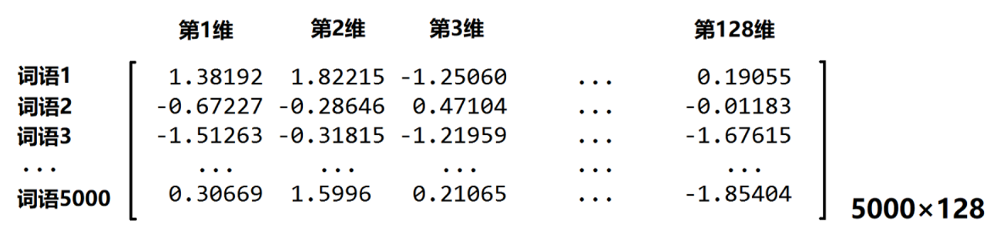 第1维 第2维 第3维 第128维
词语1 1.38192 1.82215 -1.25060 ... 0.19055
词语2 -0.67227 -0.28646 0.47104 ... -0.01183
词语3 -1.51263 -0.31815 -1.21959 ... -1.67615
... ... ... ... ... ...
词语5000 0.30669 1.5996 0.21065 ... -1.85404
5000×128